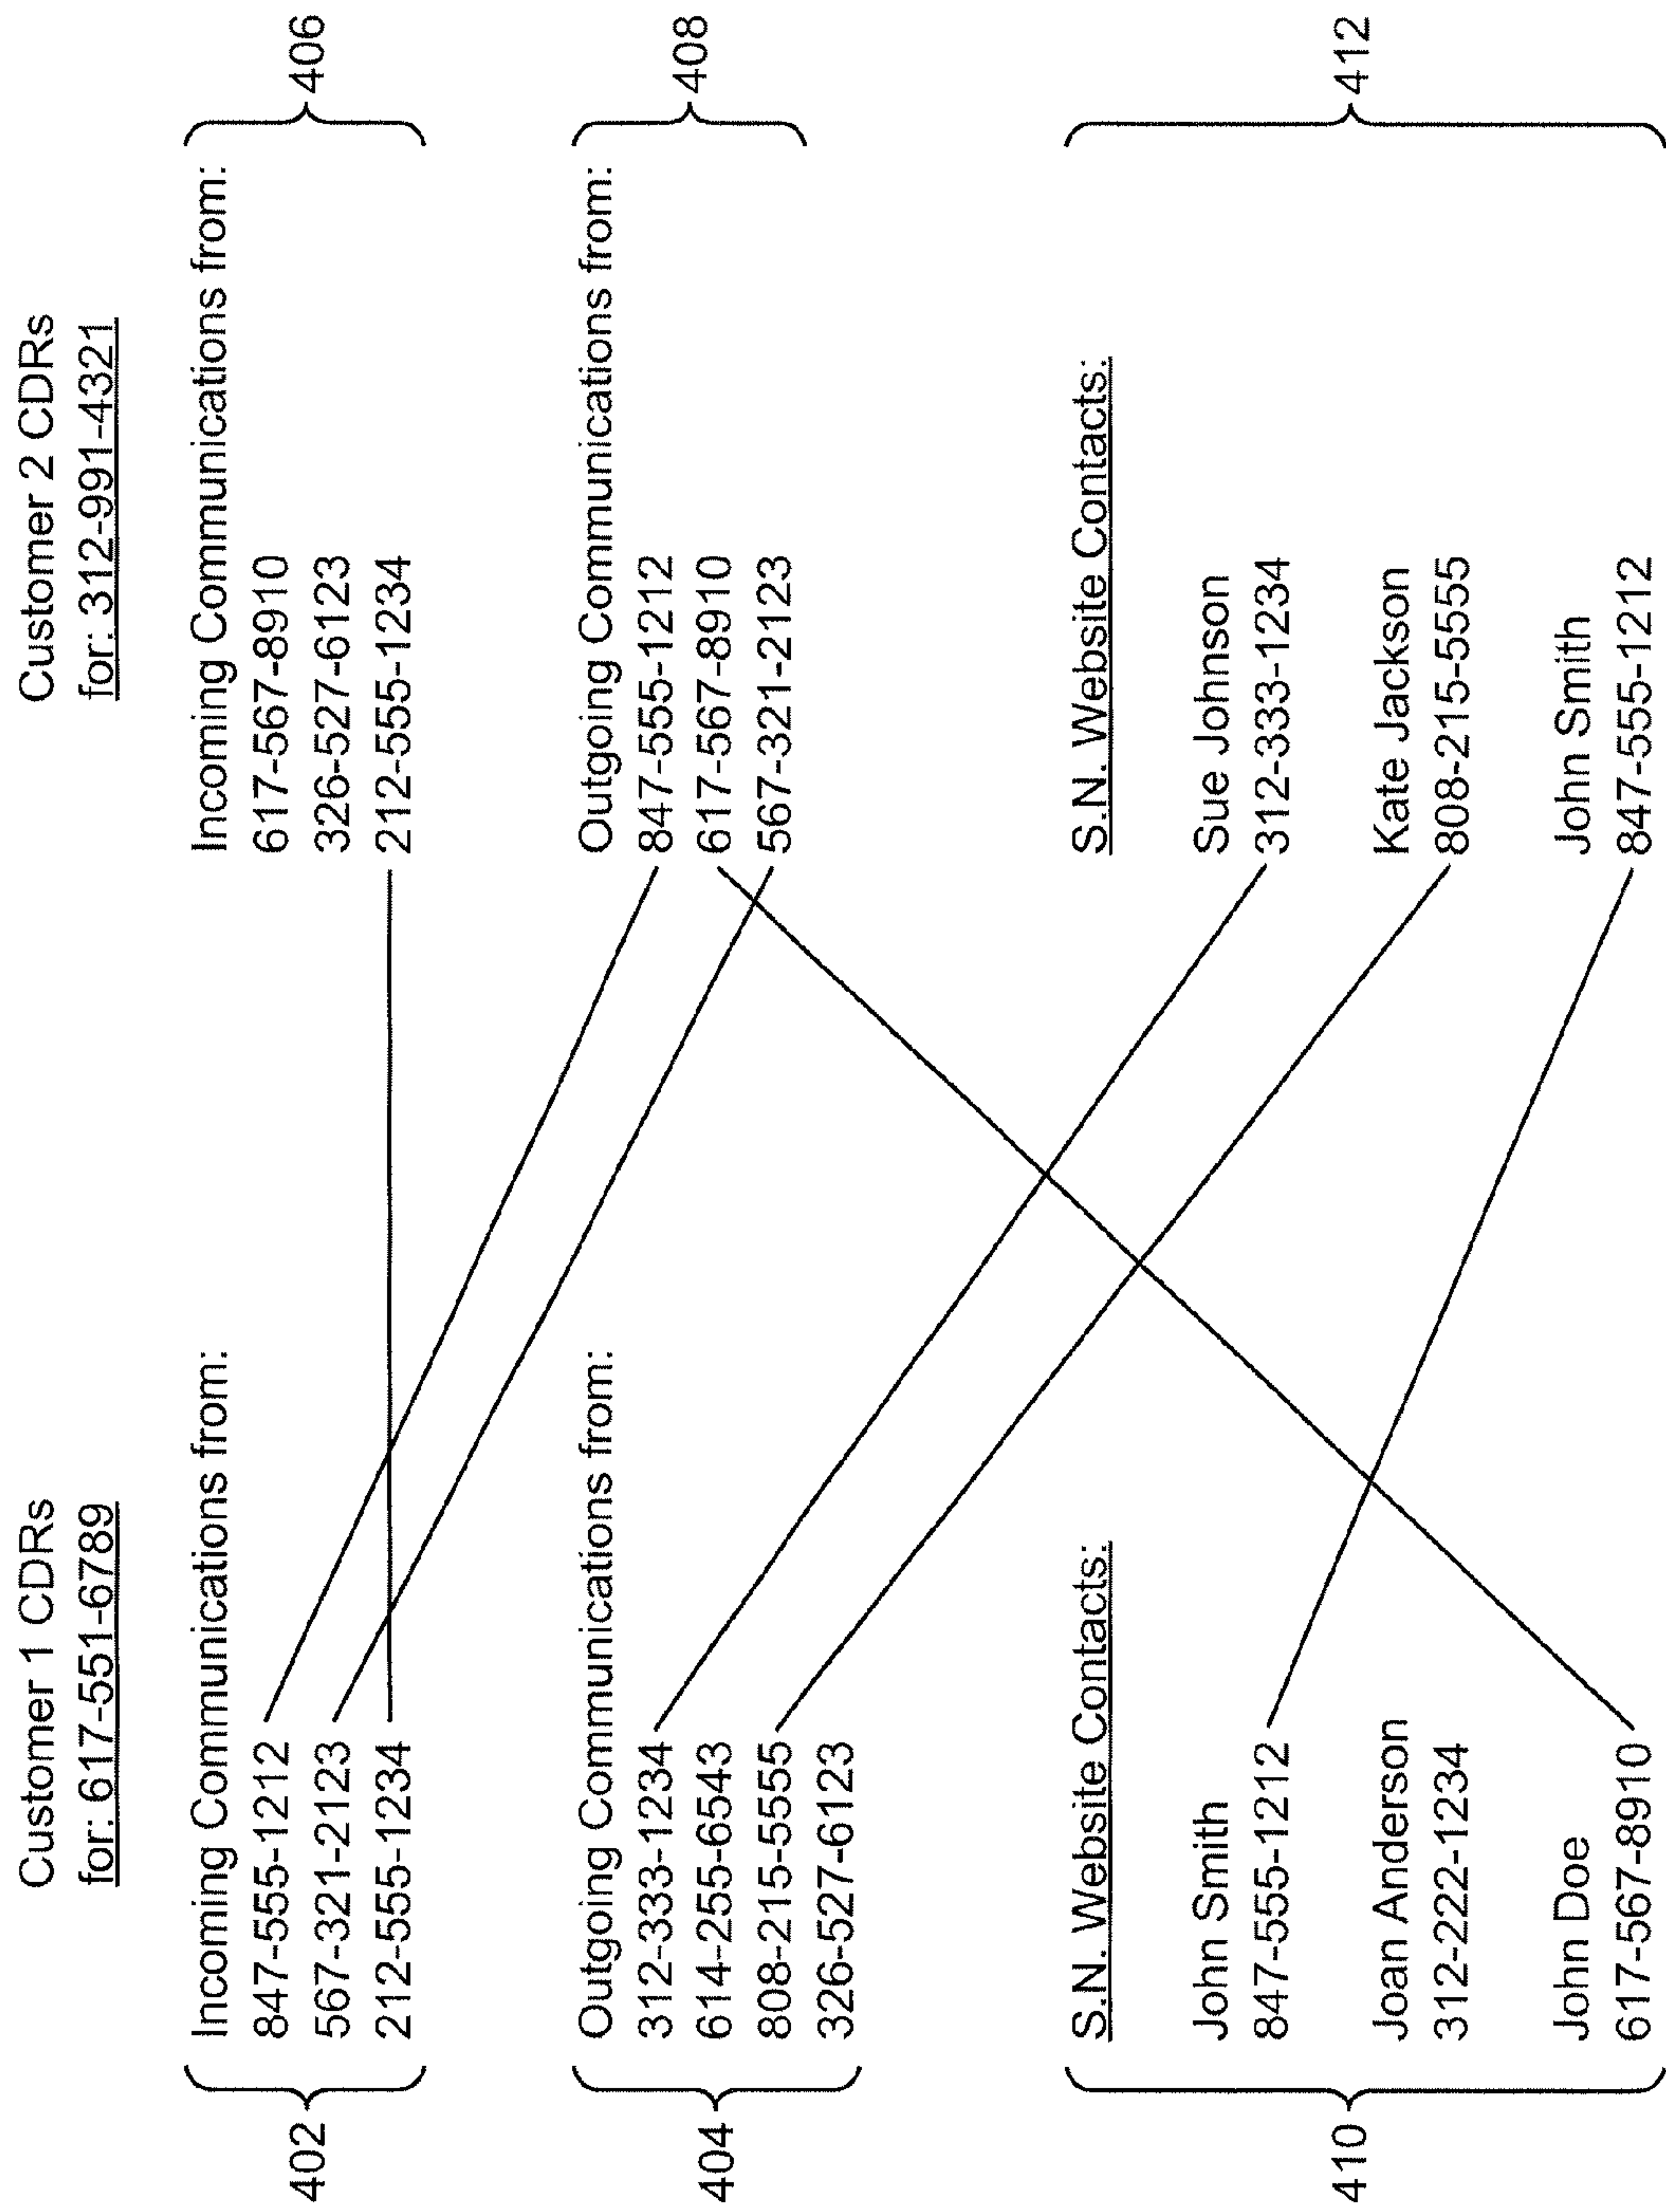 Customer 1 CDRs
for: 617-551-6789
402
Incoming Communications from:
847-555-1212
567-321-2123
212-555-1234
404
Outgoing Communications from:
312-333-1234
614-255-6543
808-215-5555
326-527-6123
410
S.N. Website Contacts:
John Smith
847-555-1212
Joan Anderson
312-222-1234
John Doe
617-567-8910
Customer 2 CDRs
for: 312-991-4321
Incoming Communications from:
617-567-8910
326-527-6123
212-555-1234
406
Outgoing Communications from:
847-555-1212
617-567-8910
567-321-2123
408
S.N. Website Contacts:
Sue Johnson
312-333-1234
Kate Jackson
808-215-5555
John Smith
847-555-1212
412